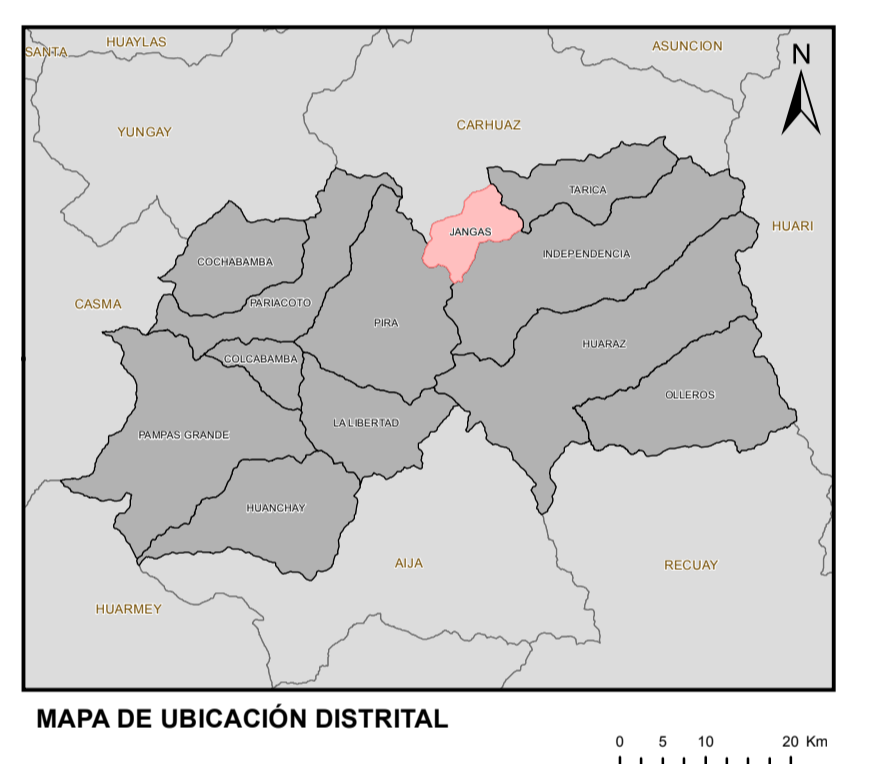 HUAYLAS
SANTA
ASUNCION
N
YUNGAY
CARHUAZ
TARICA
HUARI
JANGAS
INDEPENDENCIA
COCHABAMBA
CASMA
PARIACOTO
PIRA
HUARAZ
COLCABAMBA
OLLEROS
LA LIBERTAD
PAMPAS GRANDE
HUANCHAY
AIJA
RECUAY
HUARMEY
MAPA DE UBICACIÓN DISTRITAL
0 5 10 20 Km